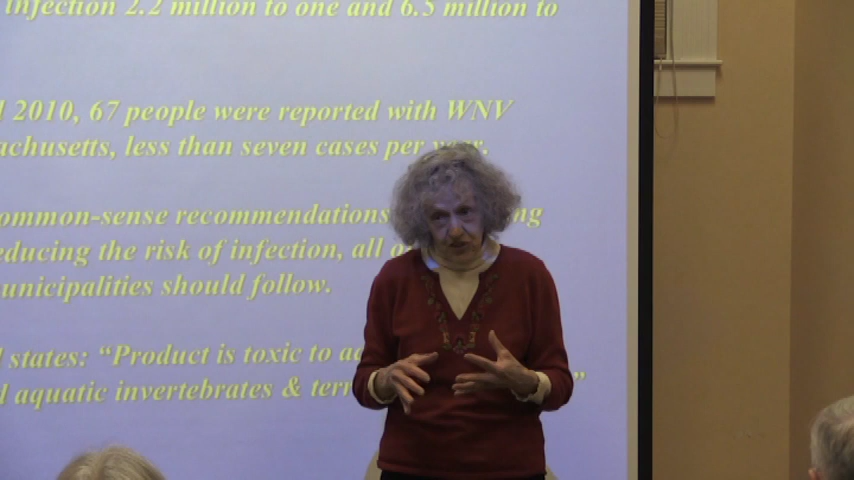 infection 2.2 million to one and 6.5 million to
2010, 67 people were reported with WNV
achusetts, less than seven cases per year.
ommon-sense recommendations ing
educing the risk of infection, all
unicipalities should follow.
states: “Product is toxic to
aquatic invertebrates & terr ”